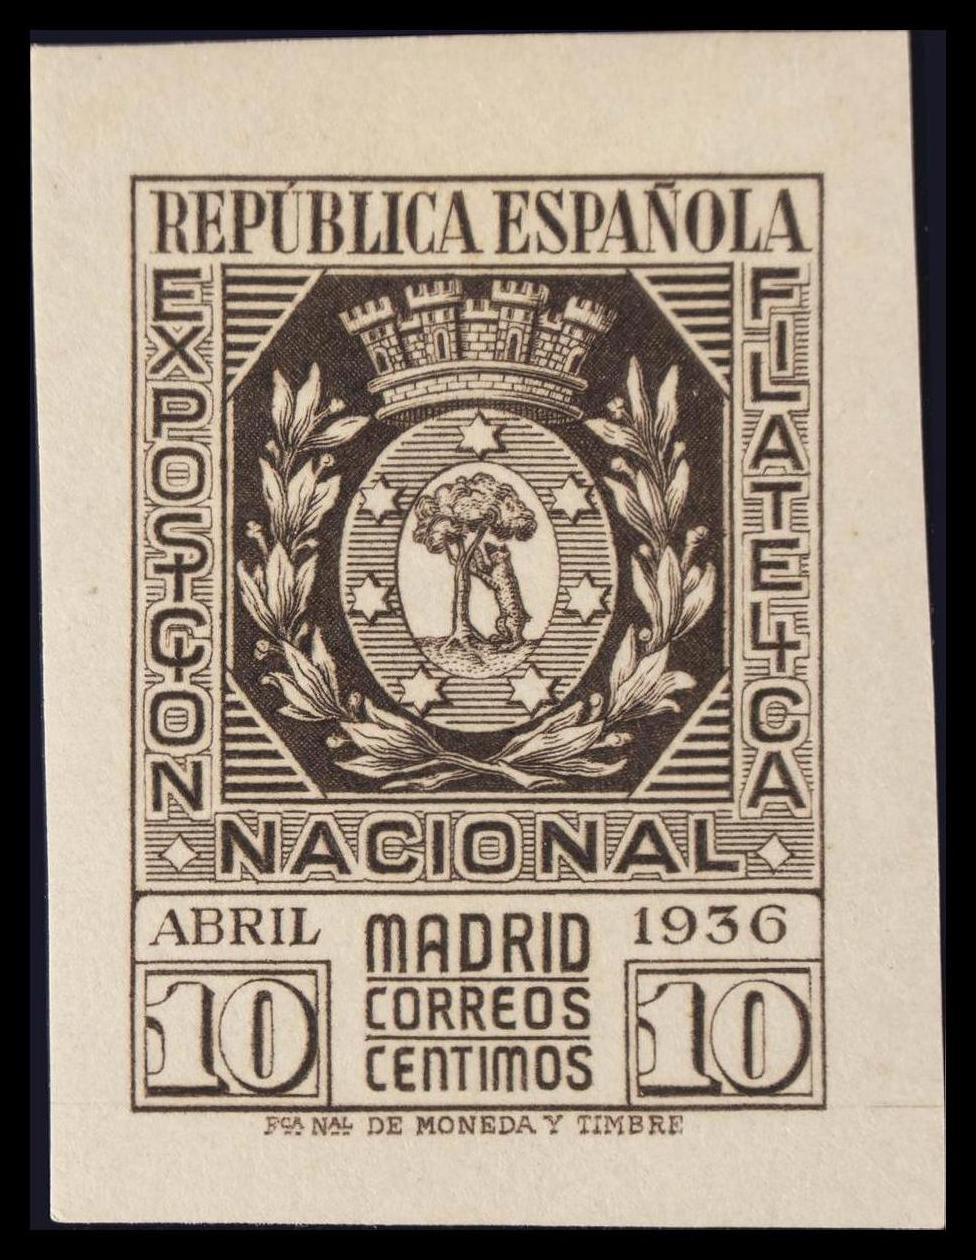 REPÚBLICA ESPAÑOLA
EXPOSICION
FILATELICA
NACIONAL
ABRIL
MADRID
1936
10
CORREOS
10
CENTIMOS
FCA NAL DE MONEDA Y TIMBRE